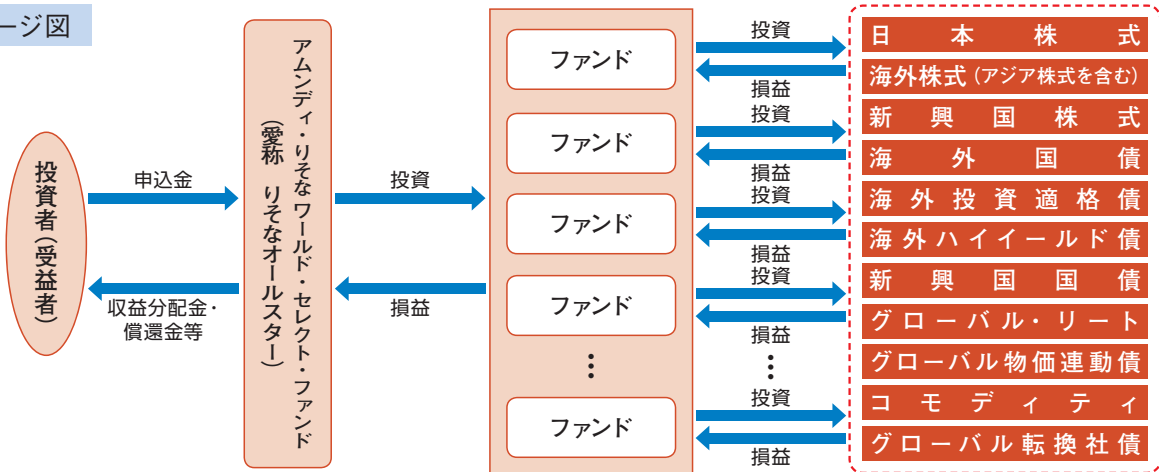 ージ図
投資者(受益者)
申込金
収益分配金・
償還金等
アムンディ・りそなワールド・セレクト・ファンド
(愛称 りそなオールスター)
投資
損益
ファンド
ファンド
ファンド
ファンド
⋮
ファンド
投資
損益
投資
損益
投資
損益
投資
損益
⋮
投資
損益
日本株式
海外株式(アジア株式を含む)
新興国株式
海外国債
海外投資適格債
海外ハイイールド債
新興国国債
グローバル・リート
グローバル物価連動債
コモディティ
グローバル転換社債